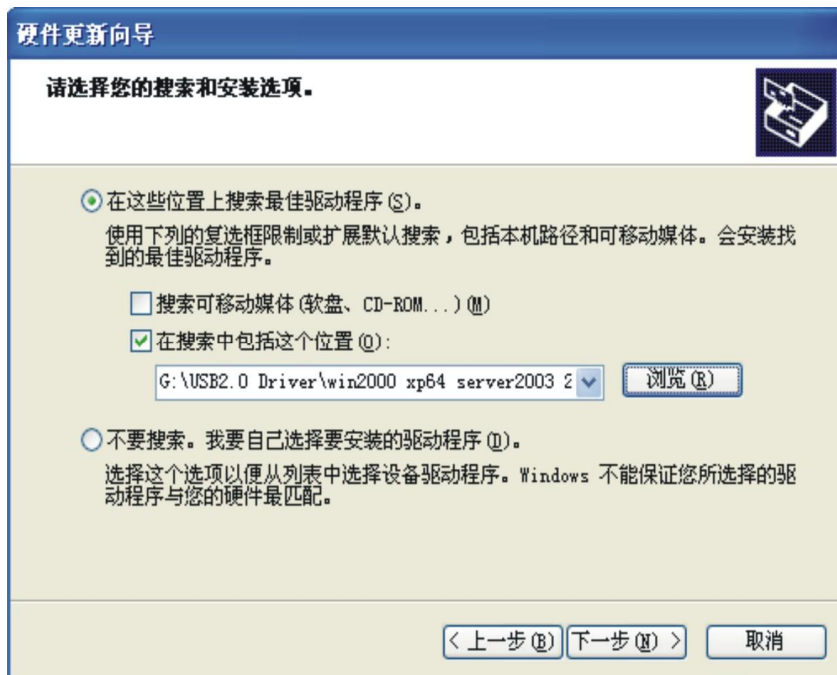 硬件更新向导
请选择您的搜索和安装选项。
在这些位置上搜索最佳驱动程序(S)。
使用下列的复选框限制或扩展默认搜索，包括本机路径和可移动媒体。会安装找
到的最佳驱动程序。
搜索可移动媒体(软盘、CD-ROM...)(M)
在搜索中包括这个位置(O):
G:\USB2.0 Driver\win2000 xp64 server2003 2
浏览(R)
不要搜索。我要自己选择要安装的驱动程序(D)。
选择这个选项以便从列表中选择设备驱动程序。Windows 不能保证您所选择的驱
动程序与您的硬件最匹配。
< 上一步(B) 下一步(N) > 取消